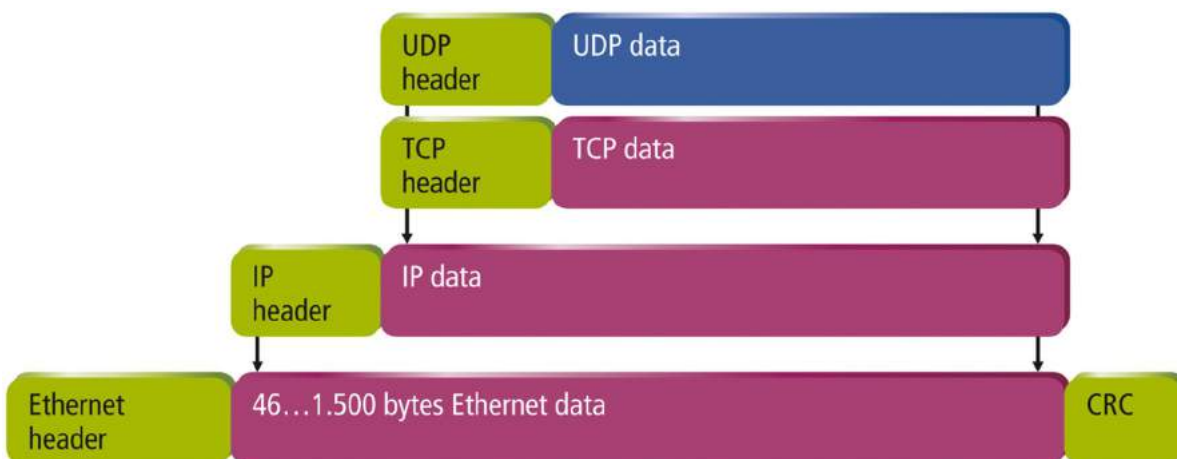 UDP
header
UDP data
TCP
header
TCP data
IP
header
IP data
Ethernet
header
46...1.500 bytes Ethernet data
CRC